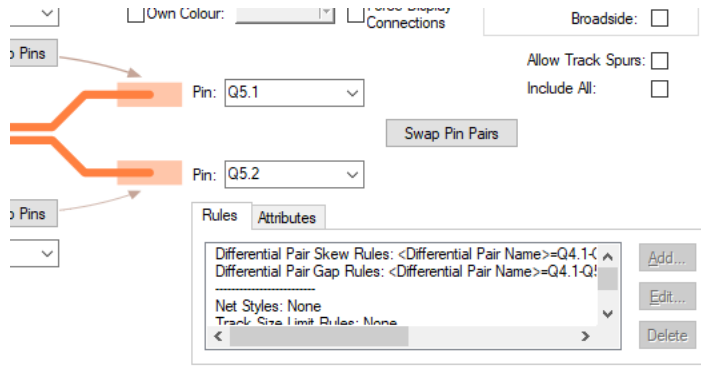 Own Colour:
Connections
Broadside:
Pins
Allow Track Spurs:
Pin: Q5.1
Include All:
Swap Pin Pairs
Pin: Q5.2
Pins
Rules Attributes
Differential Pair Skew Rules: <Differential Pair Name>=Q4.1-
Differential Pair Gap Rules: <Differential Pair Name>=Q4.1-Q5
Add...
------------------------
Edit...
Net Styles: None
Track Size Limit Rules: None
Delete